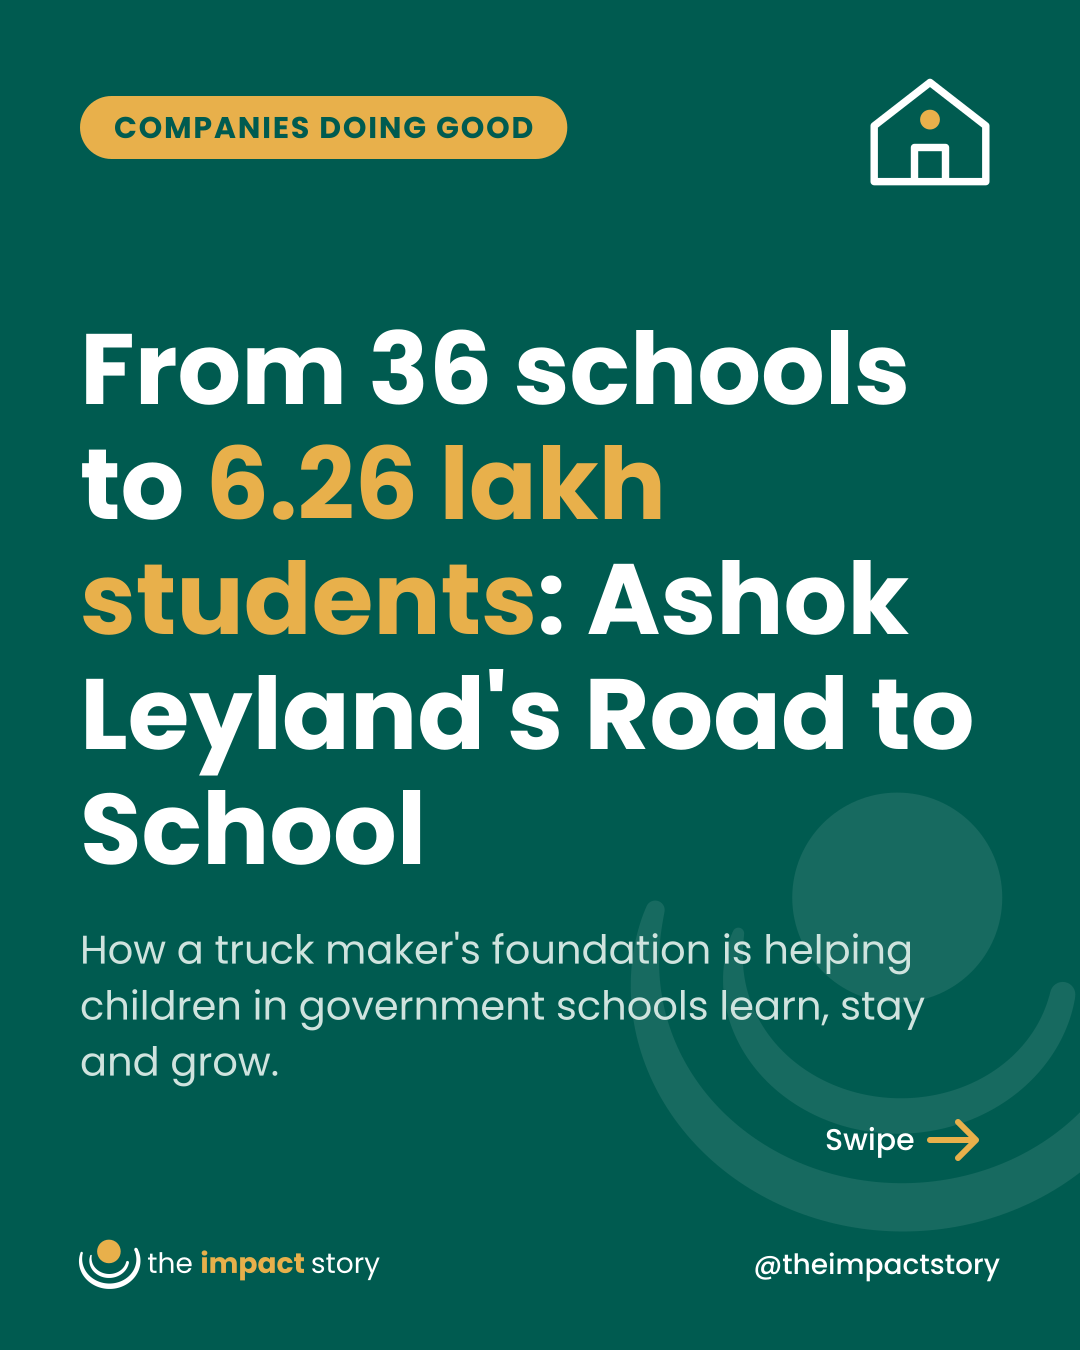 COMPANIES DOING GOOD
From 36 schools
to 6.26 lakh
students: Ashok
Leyland's Road to
School
How a truck maker's foundation is helping
children in government schools learn, stay
and grow.
Swipe
the impact story
@theimpactstory